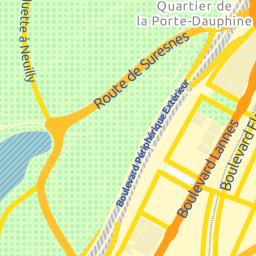 Quartier de
la Porte-Dauphine
uette à Neuilly
Route de Suresnes
Boulevard Périphérique Extérieur
Boulevard Lannes
Boulevard Fl